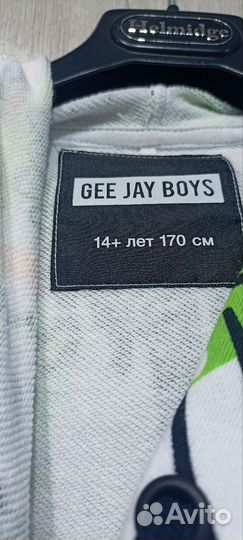 Helmidge
GEE JAY BOYS
14+ лет 170 см
Avito